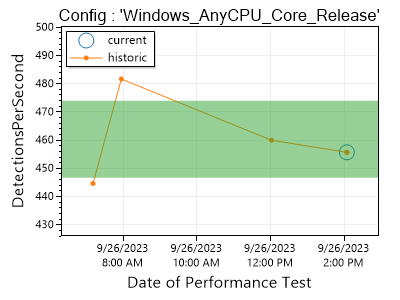 Config : 'Windows_AnyCPU_Core_Release'
500
490
480
470
460
450
440
430
DetectionsPerSecond
current
historic
9/26/2023 9/26/2023 9/26/2023 9/26/2023
8:00 AM 10:00 AM 12:00 PM 2:00 PM
Date of Performance Test